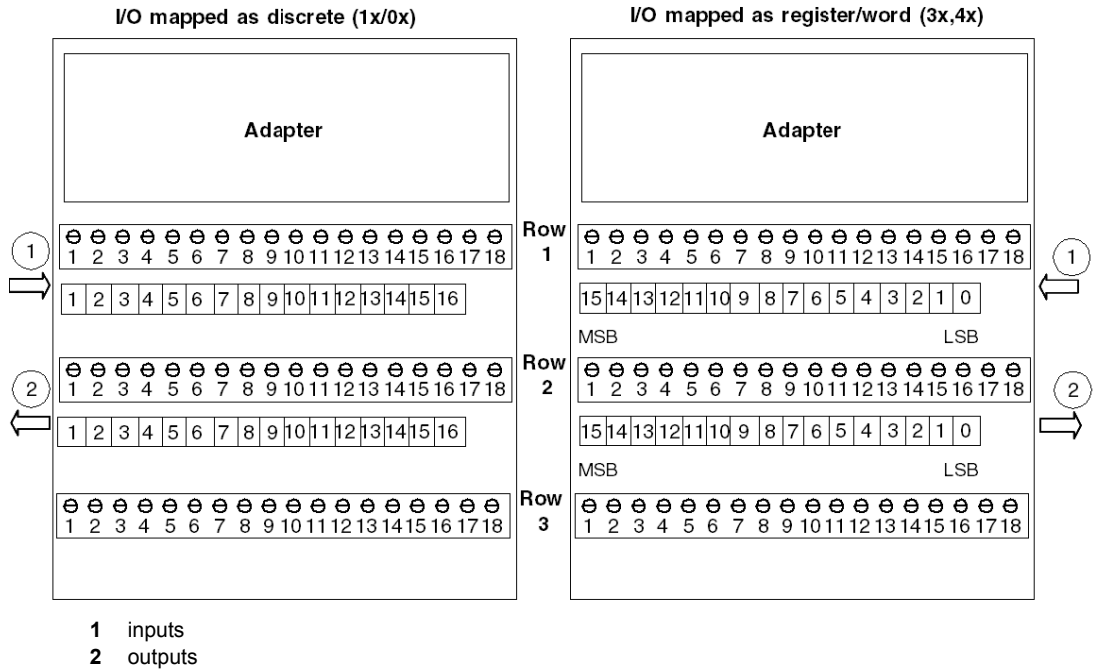 I/O mapped as discrete (1x/0x)
I/O mapped as register/word (3x,4x)
Adapter
Adapter
1
1 2 3 4 5 6 7 8 9 10 11 12 13 14 15 16 17 18
Row 1
1 2 3 4 5 6 7 8 9 10 11 12 13 14 15 16 17 18
1
1 2 3 4 5 6 7 8 9 10 11 12 13 14 15 16
15 14 13 12 11 10 9 8 7 6 5 4 3 2 1 0
MSB LSB
2
1 2 3 4 5 6 7 8 9 10 11 12 13 14 15 16 17 18
Row 2
1 2 3 4 5 6 7 8 9 10 11 12 13 14 15 16 17 18
2
1 2 3 4 5 6 7 8 9 10 11 12 13 14 15 16
15 14 13 12 11 10 9 8 7 6 5 4 3 2 1 0
MSB LSB
1 2 3 4 5 6 7 8 9 10 11 12 13 14 15 16 17 18
Row 3
1 2 3 4 5 6 7 8 9 10 11 12 13 14 15 16 17 18
1 inputs
2 outputs